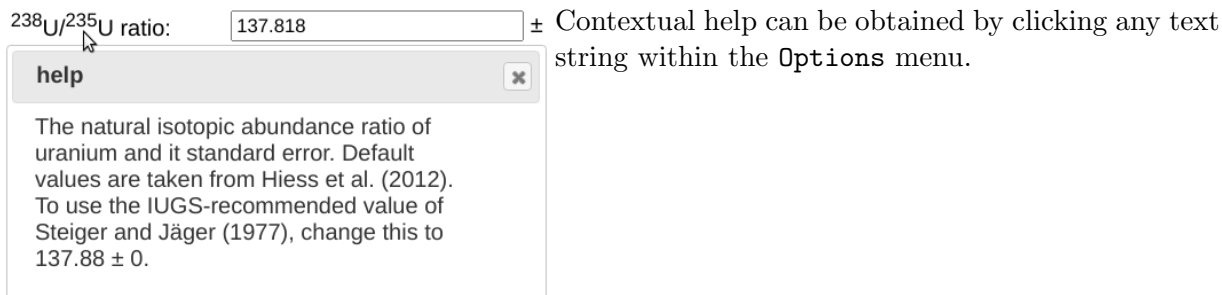 ²³⁸U/²³⁵U ratio: 137.818 ±
help
The natural isotopic abundance ratio of
uranium and it standard error. Default
values are taken from Hiess et al. (2012).
To use the IUGS-recommended value of
Steiger and Jäger (1977), change this to
137.88 ± 0.
Contextual help can be obtained by clicking any text
string within the Options menu.